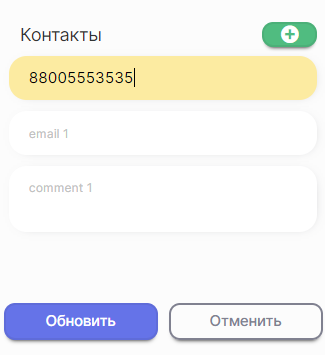 Контакты
88005553535
email 1
comment 1
Обновить
Отменить